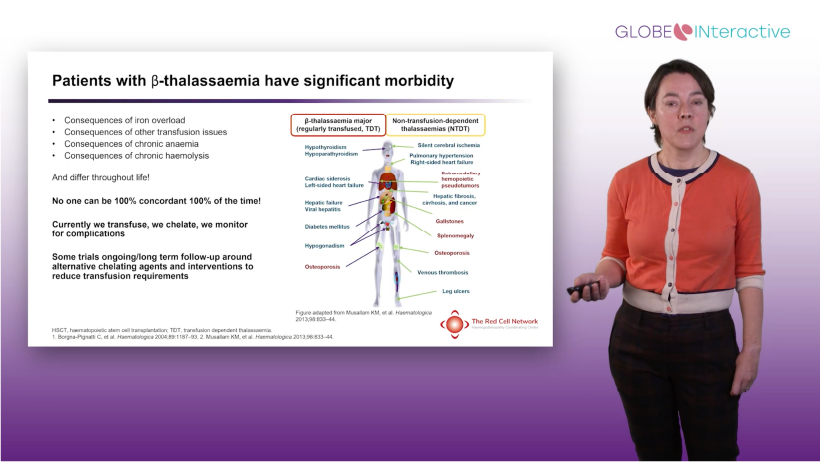 GLOBE INteractive
Patients with β-thalassaemia have significant morbidity
• Consequences of iron overload
• Consequences of other transfusion issues
• Consequences of chronic anaemia
• Consequences of chronic haemolysis
And differ throughout life!
No one can be 100% concordant 100% of the time!
Currently we transfuse, we chelate, we monitor
for complications
Some trials ongoing/long term follow-up around
alternative chelating agents and interventions to
reduce transfusion requirements
β-thalassaemia major
(regularly transfused, TDT)
Non-transfusion-dependent
thalassaemias (NTDT)
Hypothyroidism
Hypoparathyroidism
Cardiac siderosis
Left-sided heart failure
Hepatic failure
Viral hepatitis
Diabetes mellitus
Hypogonadism
Osteoporosis
Silent cerebral ischemia
Pulmonary hypertension
Right-sided heart failure
hemopoietic
pseudotumors
Hepatic fibrosis,
cirrhosis, and cancer
Gallstones
Splenomegaly
Osteoporosis
Venous thrombosis
Leg ulcers
Figure adapted from Musallam KM, et al. Haematologica
2013;98:833–44.
The Red Cell Network
HSCT, haematopoietic stem cell transplantation; TDT, transfusion dependent thalassaemia.
1. Borgna-Pignatti C, et al. Haematologica 2004;89:1187–93. 2. Musallam KM, et al. Haematologica 2013;98:833–44.